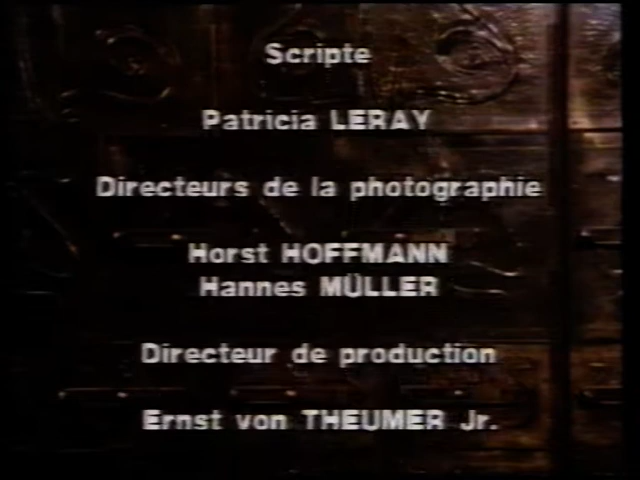 Scripte
Patricia LERAY
Directeurs de la photographie
Horst HOFFMANN
Hannes MÜLLER
Directeur de production
Ernst von THEUMER Jr.